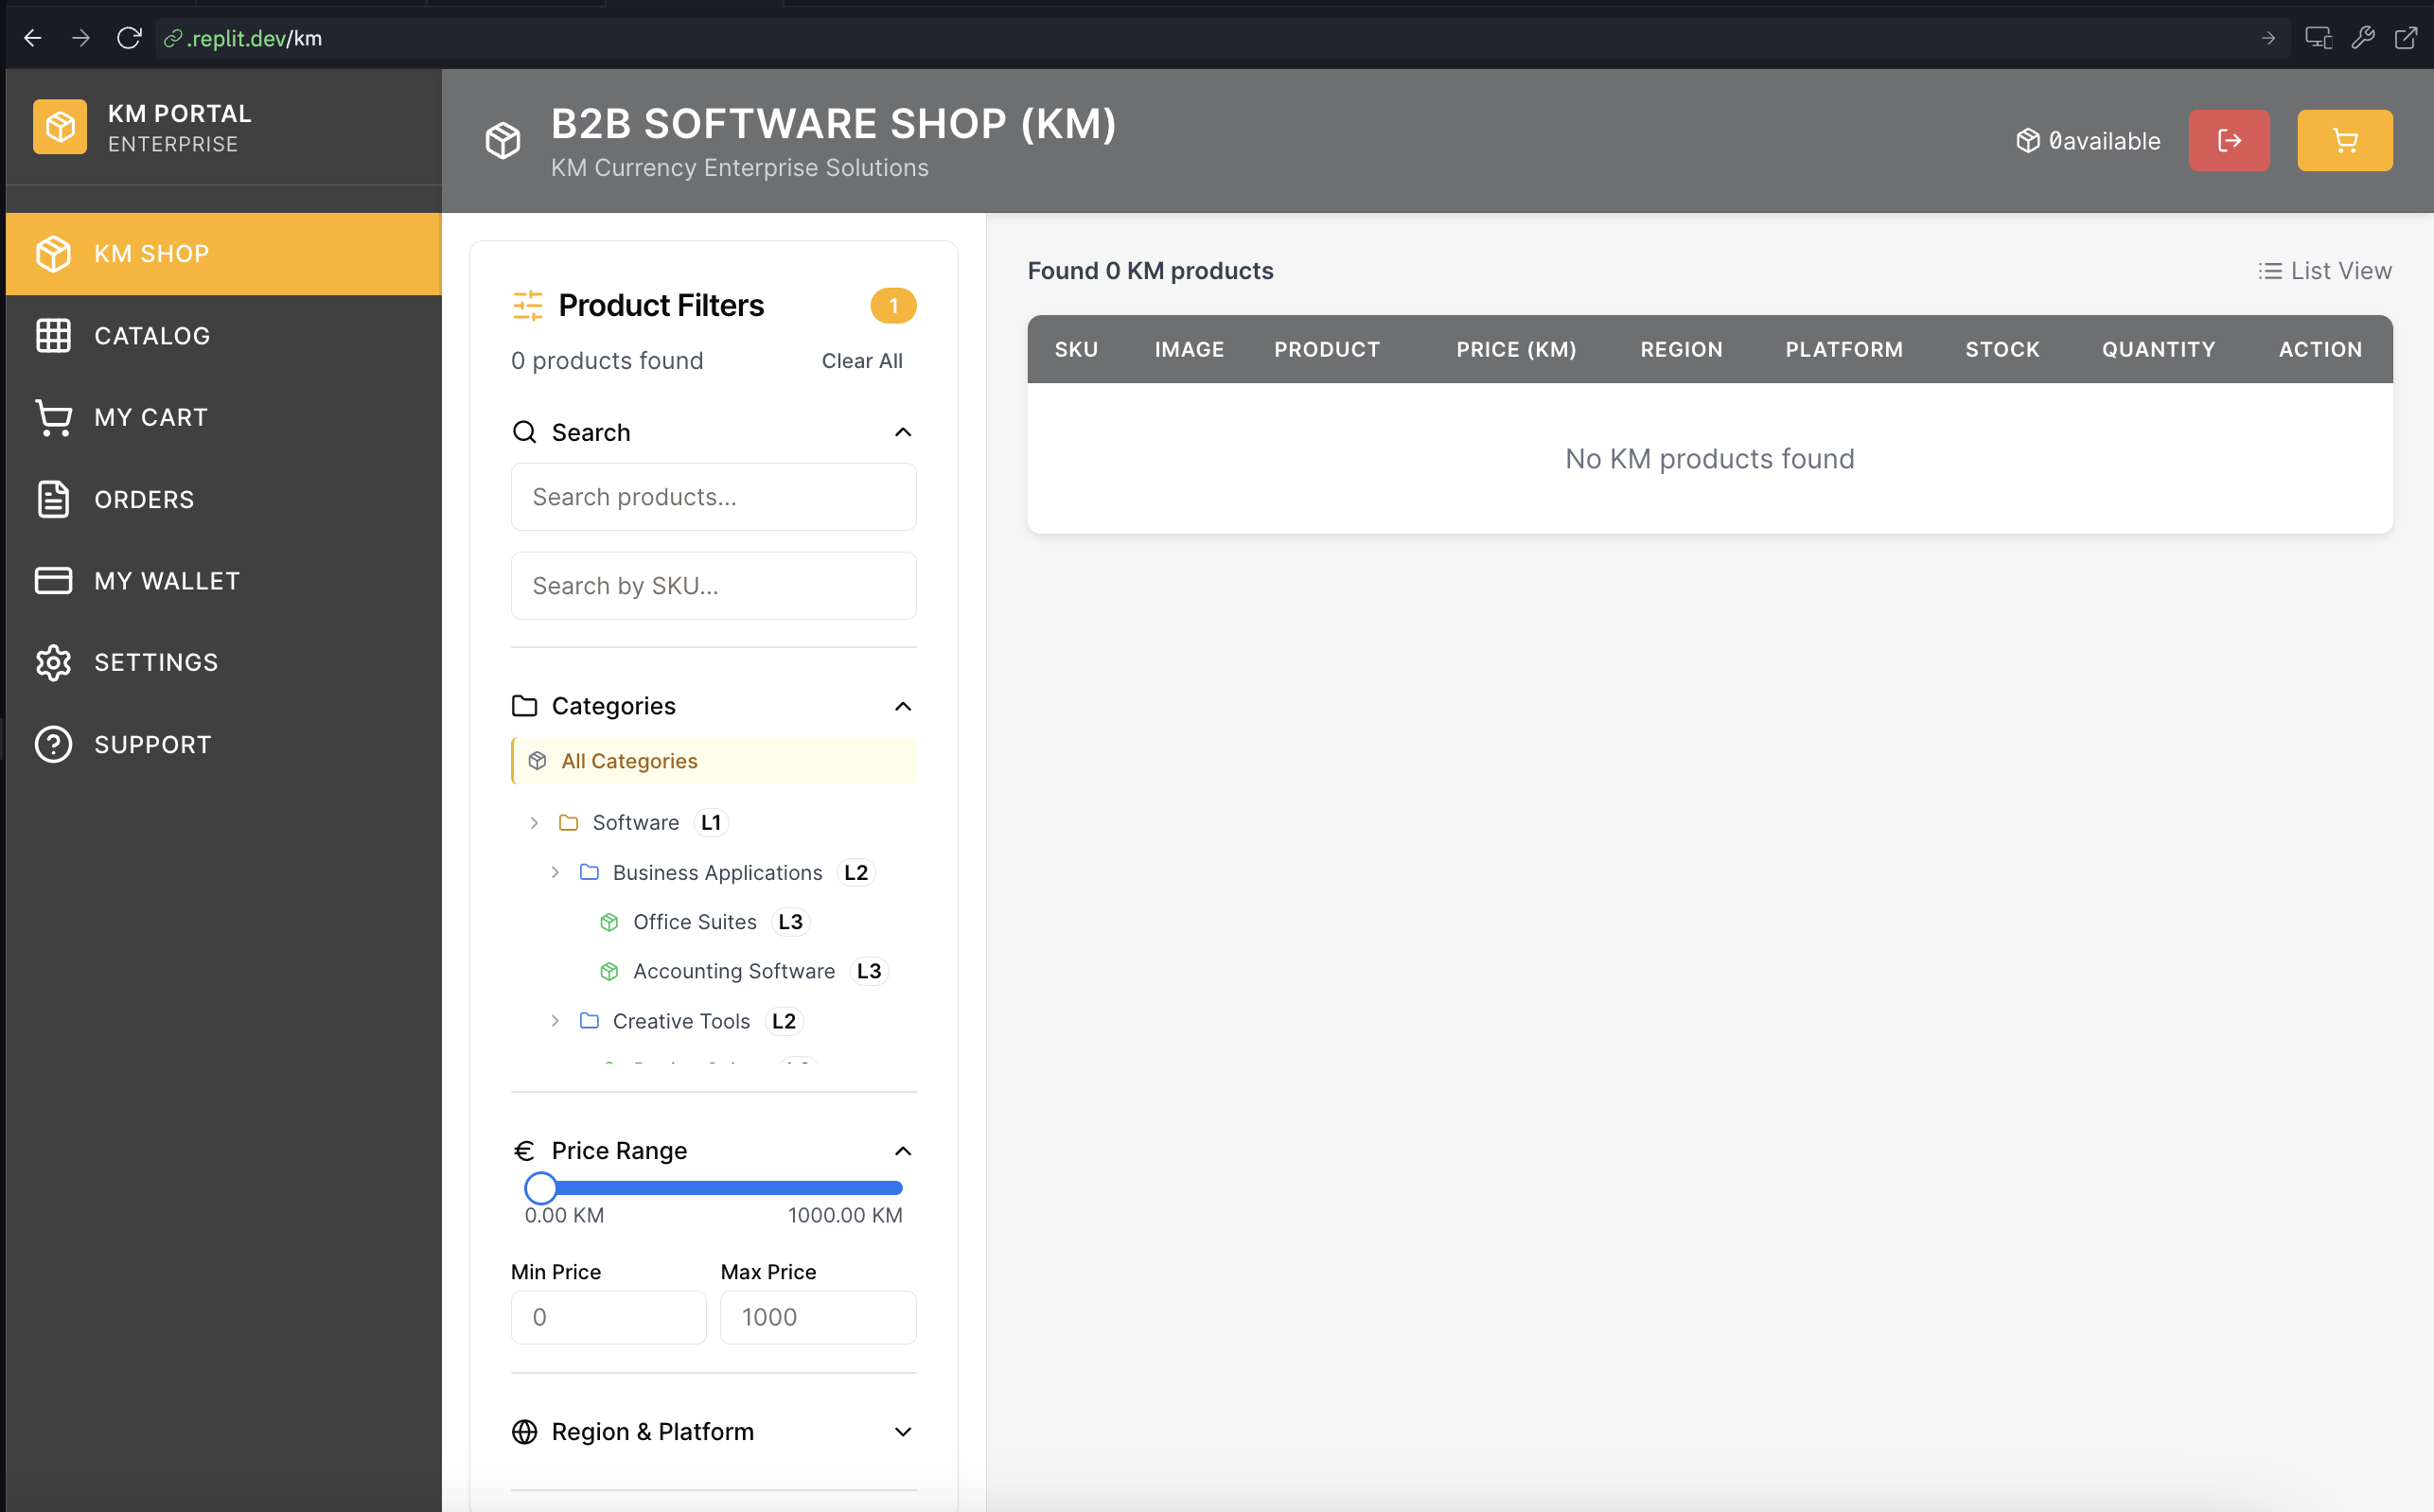 .replit.dev/km
KM PORTAL
ENTERPRISE
B2B SOFTWARE SHOP (KM)
KM Currency Enterprise Solutions
0available
KM SHOP
CATALOG
MY CART
ORDERS
MY WALLET
SETTINGS
SUPPORT
Product Filters
1
0 products found
Clear All
Search
Search products...
Search by SKU...
Categories
All Categories
Software L1
Business Applications L2
Office Suites L3
Accounting Software L3
Creative Tools L2
€ Price Range
0.00 KM
1000.00 KM
Min Price
Max Price
0
1000
Region & Platform
Found 0 KM products
List View
SKU IMAGE PRODUCT PRICE (KM) REGION PLATFORM STOCK QUANTITY ACTION
No KM products found